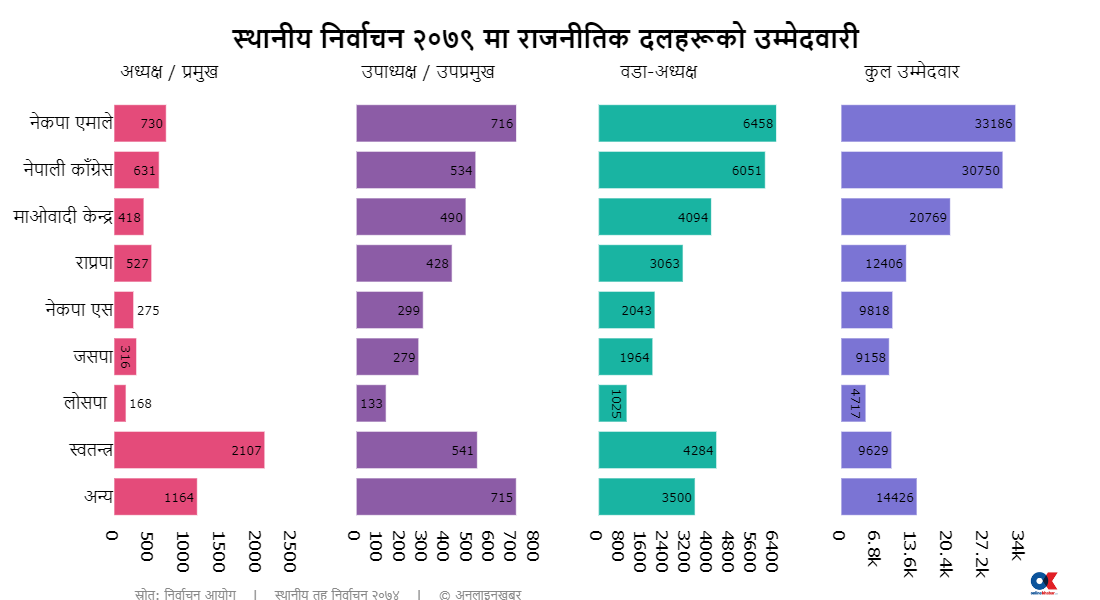 स्थानीय निर्वाचन २०७९ मा राजनीतिक दलहरूको उम्मेदवारी
अध्यक्ष / प्रमुख उपाध्यक्ष / उपप्रमुख वडा-अध्यक्ष कुल उम्मेदवार
नेकपा एमाले 730 716 6458 33186
नेपाली काँग्रेस 631 534 6051 30750
माओवादी केन्द्र 418 490 4094 20769
राप्रपा 527 428 3063 12406
नेकपा एस 275 299 2043 9818
जसपा 316 279 1964 9158
लोसपा 168 133 1025 4717
स्वतन्त्र 2107 541 4284 9629
अन्य 1164 715 3500 14426
0 500 1000 1500 2000 2500 0 100 200 300 400 500 600 700 800 0 800 1600 2400 3200 4000 4800 5600 6400 0 6.8k 13.6k 20.4k 27.2k 34k
स्रोत: निर्वाचन आयोग | स्थानीय तह निर्वाचन २०७४ | © अनलाइनखबर